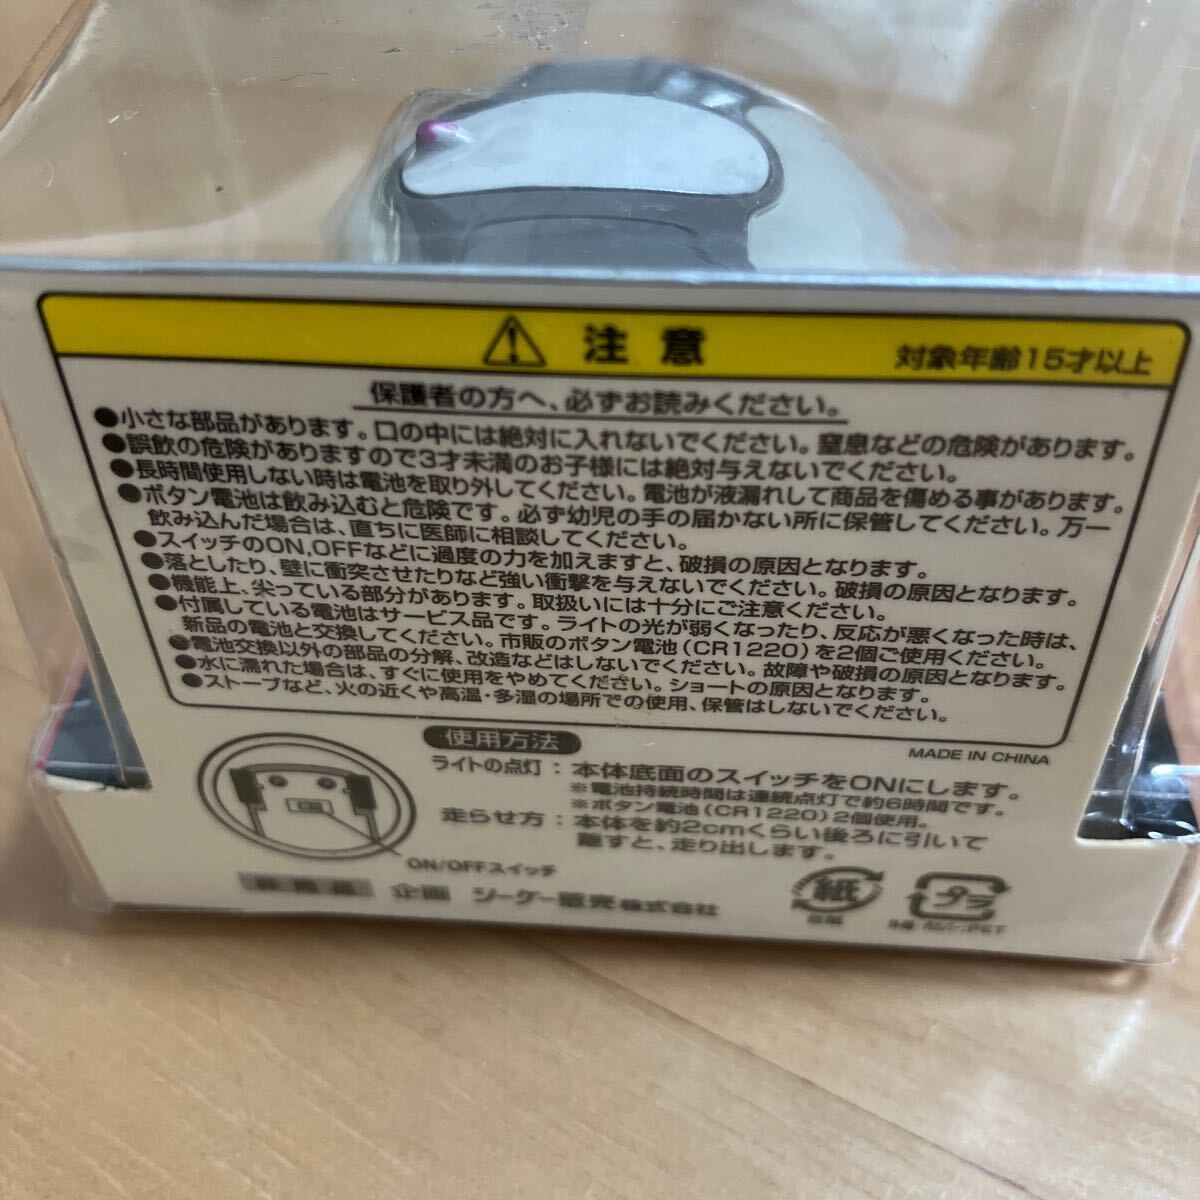 注意
対象年齢15才以上
保護者の方へ、必ずお読みください。
●小さな部品があります。口の中には絶対に入れないでください。窒息などの危険があります。
●誤飲の危険がありますので3才未満のお子様には絶対与えないでください。
●長時間使用しない時は電池を取り外してください。電池が液漏れして商品を傷める事があります。
●ボタン電池は飲み込むと危険です。必ず幼児の手の届かない所に保管してください。万一
飲み込んだ場合は、直ちに医師に相談してください。
●スイッチのON,OFFなどに過度の力を加えますと、破損の原因となります。
●落としたり、壁に衝突させたりなど強い衝撃を与えないでください。破損の原因となります。
●機能上、尖っている部分があります。取扱いには十分にご注意ください。
●付属している電池はサービス品です。ライトの光が弱くなったり、反応が悪くなった時は、
新品の電池と交換してください。市販のボタン電池(CR1220)を2個ご使用ください。
●電池交換以外の部品の分解、改造などはしないでください。故障や破損の原因となります。
●水に濡れた場合は、すぐに使用をやめてください。ショートの原因となります。
●ストーブなど、火の近くや高温・多湿の場所での使用、保管はしないでください。
MADE IN CHINA
使用方法
ライトの点灯：本体底面のスイッチをONにします。
※電池持続時間は連続点灯で約6時間です。
※ボタン電池(CR1220)2個使用。
走らせ方：本体を約2cmくらい後ろに引いて
離すと、走り出します。
ON/OFFスイッチ
非売品 企画 シーケー販売株式会社
紙
台紙
プラ